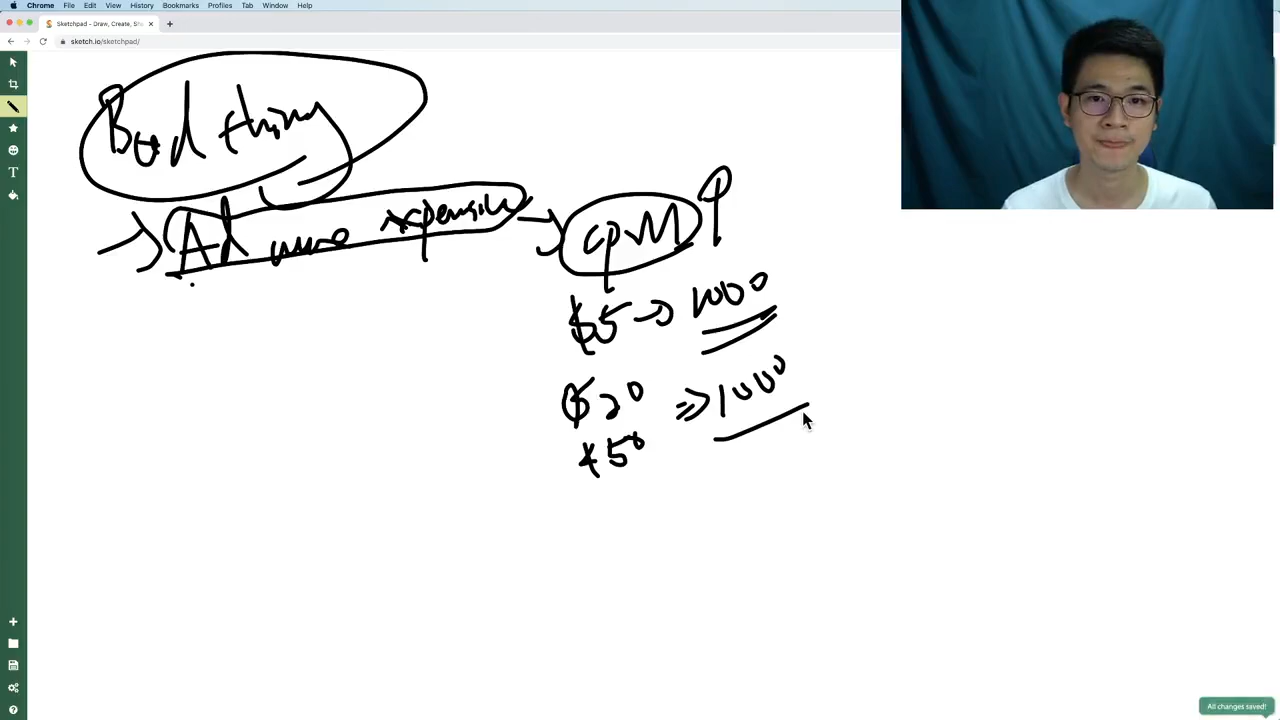 Chrome File Edit View History Bookmarks Profiles Tab Window Help
Sketchpad - Draw, Create, Sha
sketch.io/sketchpad/
Bad thing
Ad more expensive → CPM ↑
$5 → 1000
$20 ⇒ 1000
$50
T
All changes saved!